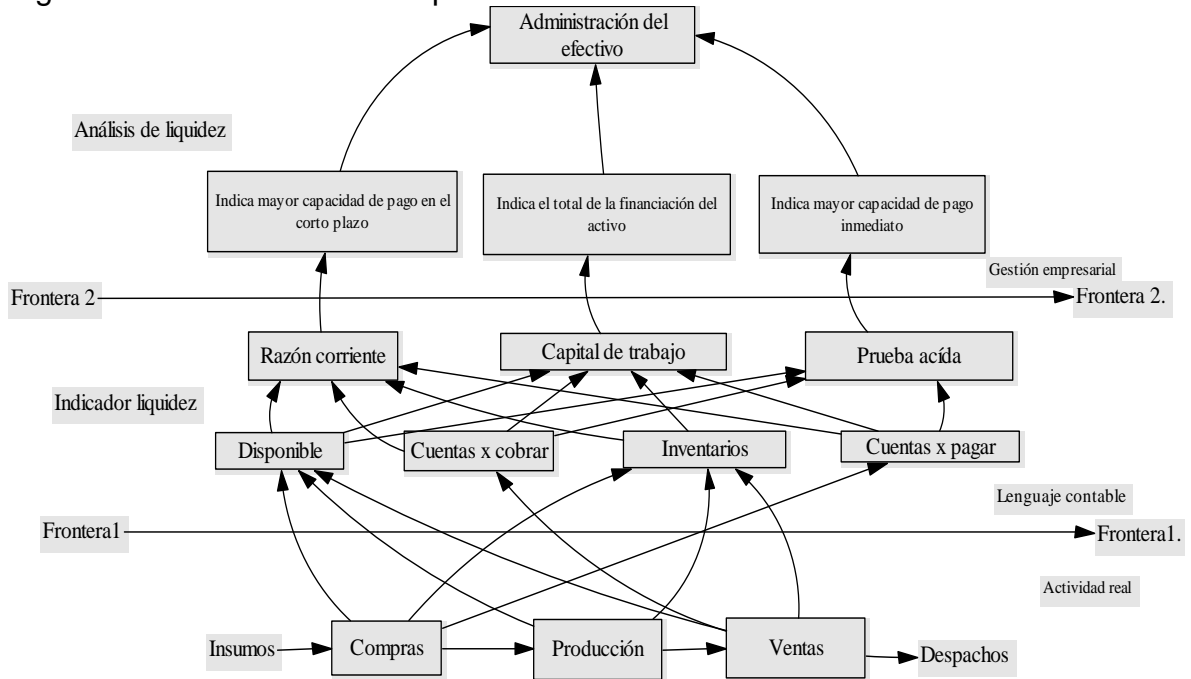 Administración del
efectivo
Análisis de liquidez
Indica mayor capacidad de pago en el
corto plazo
Indica el total de la financiación del
activo
Indica mayor capacidad de pago
inmediato
Gestión empresarial
Frontera 2
Frontera 2.
Razón corriente
Capital de trabajo
Prueba acída
Indicador liquidez
Disponible
Cuentas x cobrar
Inventarios
Cuentas x pagar
Lenguaje contable
Frontera1
Frontera1.
Actividad real
Insumos
Compras
Producción
Ventas
Despachos